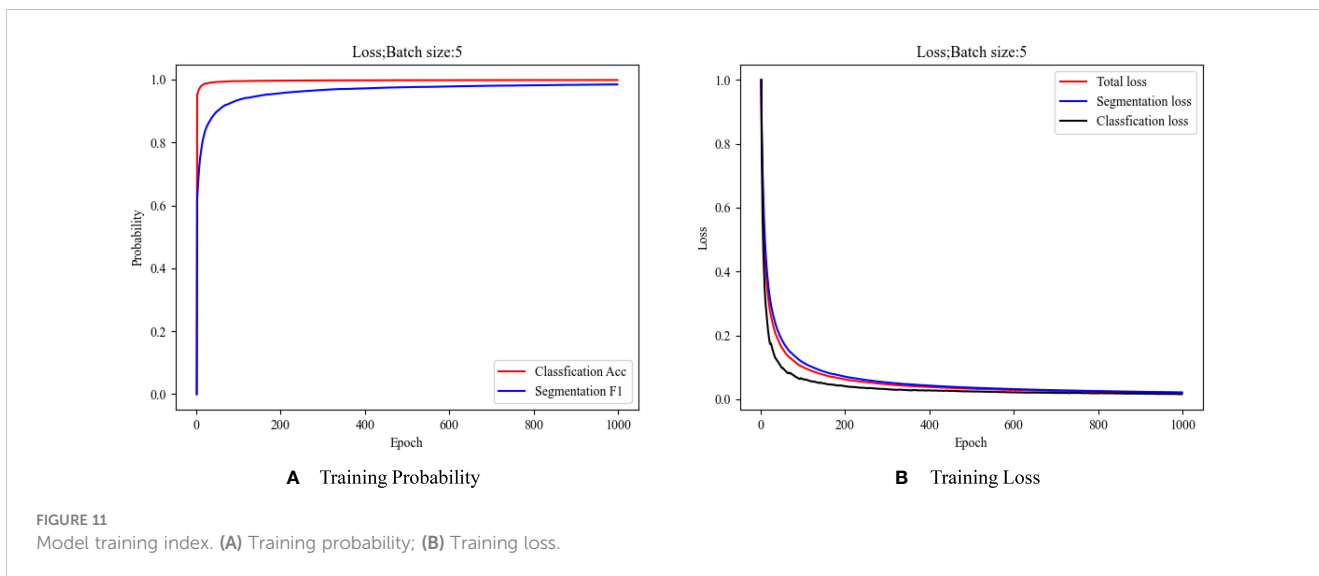 Loss;Batch size:5
1.0
0.8
0.6
0.4
0.2
0.0
Probability
Classfication Acc
Segmentation F1
0 200 400 600 800 1000
Epoch
A Training Probability
Loss;Batch size:5
1.0
0.8
0.6
0.4
0.2
0.0
Loss
Total loss
Segmentation loss
Classfication loss
0 200 400 600 800 1000
Epoch
B Training Loss
FIGURE 11
Model training index. (A) Training probability; (B) Training loss.